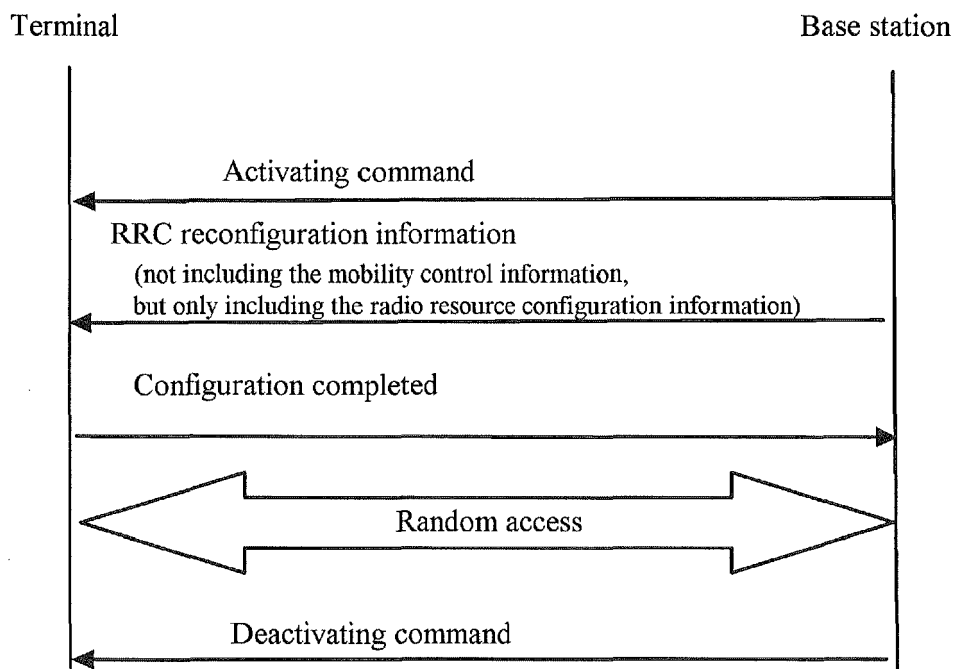 Terminal
Base station
Activating command
RRC reconfiguration information
(not including the mobility control information,
but only including the radio resource configuration information)
Configuration completed
Random access
Deactivating command